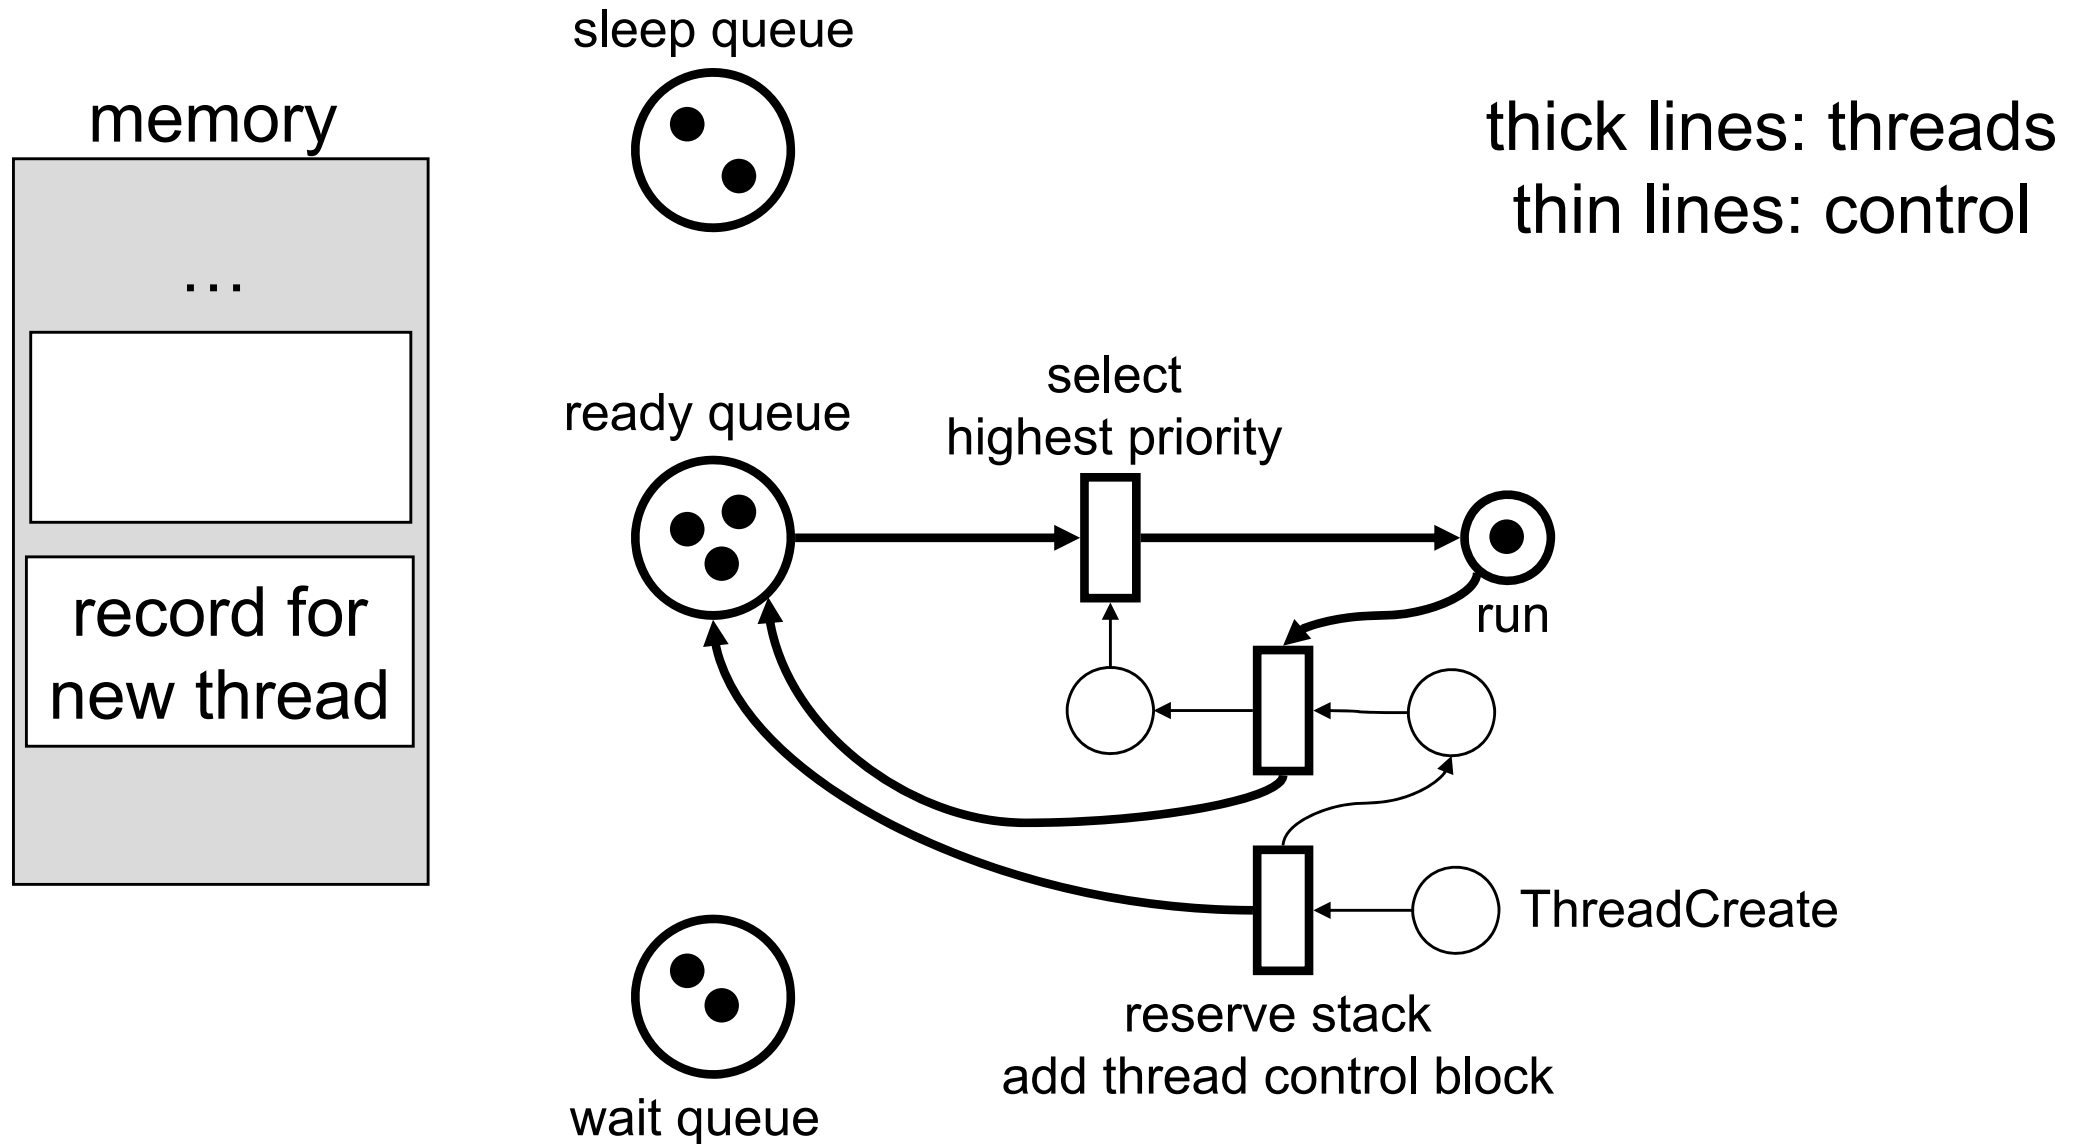 sleep queue
memory
thick lines: threads
thin lines: control
...
select
highest priority
ready queue
record for
new thread
run
ThreadCreate
reserve stack
add thread control block
wait queue